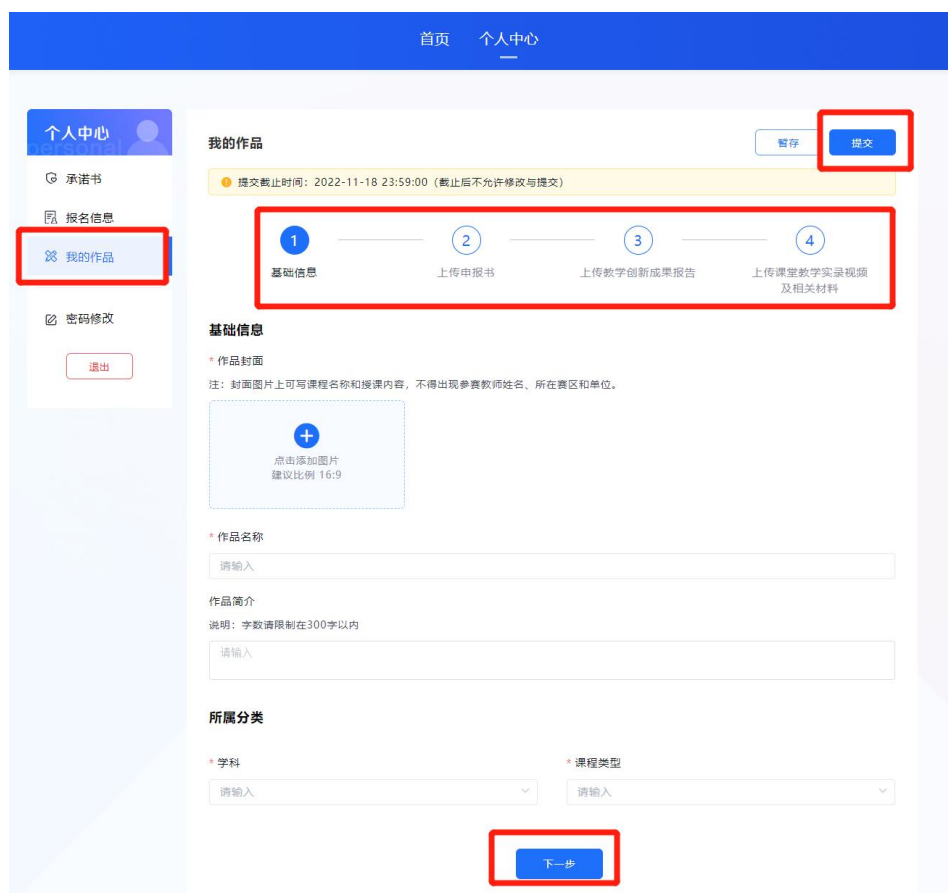 首页 个人中心
个人中心
personal
承诺书
报名信息
我的作品
密码修改
退出
我的作品
暂存 提交
提交截止时间：2022-11-18 23:59:00（截止后不允许修改与提交）
1 2 3 4
基础信息 上传申报书 上传教学创新成果报告 上传课堂教学实录视频
及相关材料
基础信息
* 作品封面
注：封面图片上可写课程名称和授课内容，不得出现参赛教师姓名、所在赛区和单位。
点击添加图片
建议比例 16:9
* 作品名称
请输入
作品简介
说明：字数请限制在300字以内
请输入
所属分类
* 学科 * 课程类型
请输入 请输入
下一步